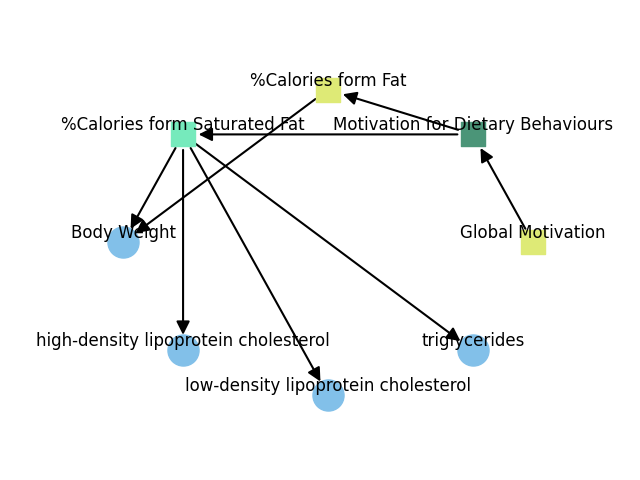 %Calories form Fat
%Calories form Saturated Fat
Motivation for Dietary Behaviours
Body Weight
Global Motivation
high-density lipoprotein cholesterol
triglycerides
low-density lipoprotein cholesterol